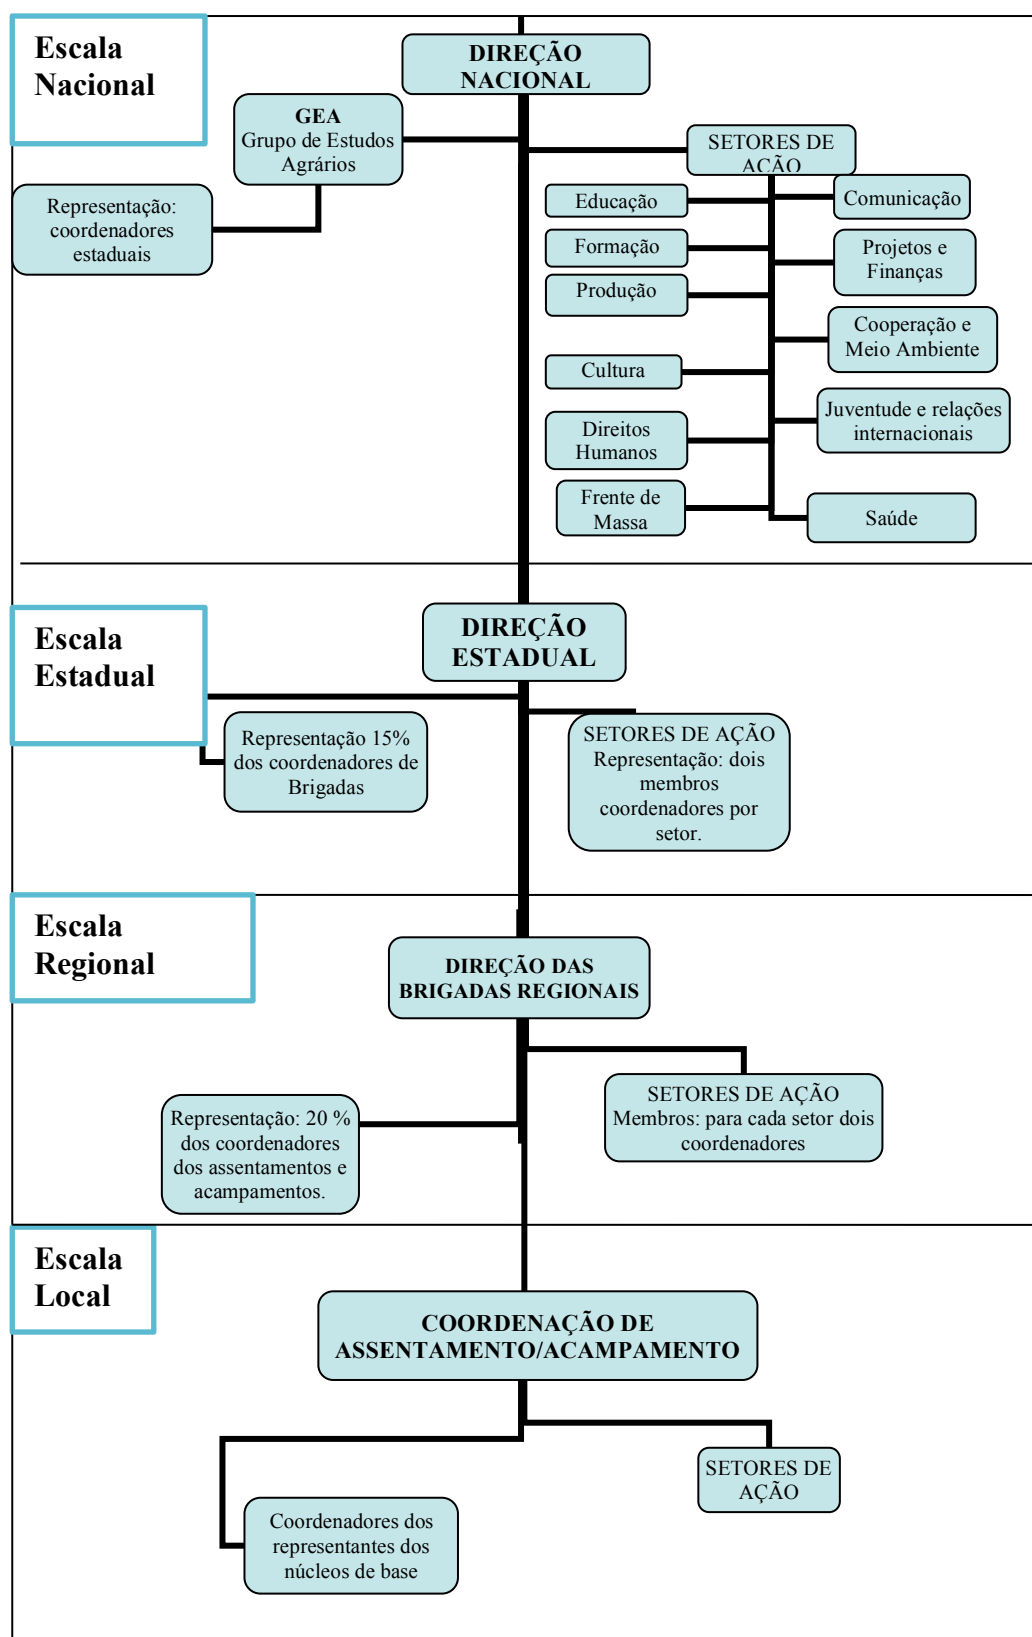 Escala
Nacional
DIREÇÃO
NACIONAL
GEA
Grupo de Estudos
Agrários
Representação:
coordenadores
estaduais
SETORES DE
AÇÃO
Educação
Comunicação
Formação
Projetos e
Finanças
Produção
Cooperação e
Meio Ambiente
Cultura
Juventude e relações
internacionais
Direitos
Humanos
Frente de
Massa
Saúde
Escala
Estadual
DIREÇÃO
ESTADUAL
Representação 15%
dos coordenadores de
Brigadas
SETORES DE AÇÃO
Representação: dois
membros
coordenadores por
setor.
Escala
Regional
DIREÇÃO DAS
BRIGADAS REGIONAIS
Representação: 20 %
dos coordenadores
dos assentamentos e
acampamentos.
SETORES DE AÇÃO
Membros: para cada setor dois
coordenadores
Escala
Local
COORDENAÇÃO DE
ASSENTAMENTO/ACAMPAMENTO
SETORES DE
AÇÃO
Coordenadores dos
representantes dos
núcleos de base